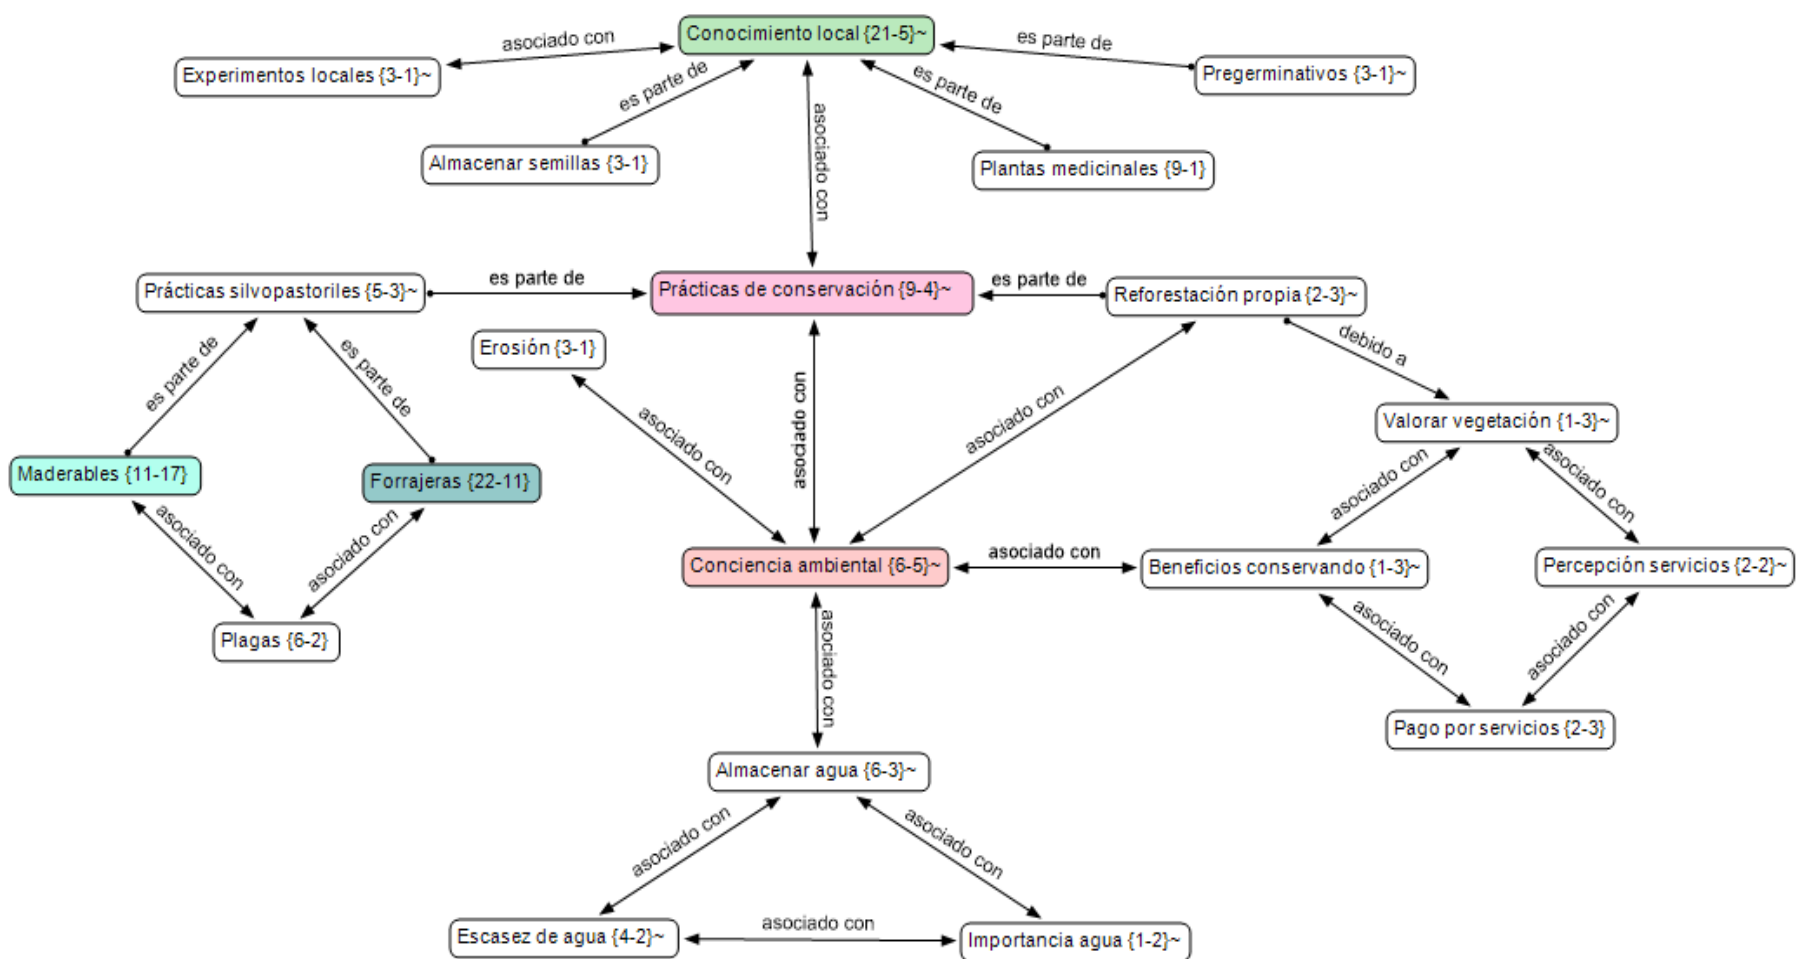 Conocimiento local {21-5}~
asociado con
es parte de
Experimentos locales {3-1}~
Pregerminativos {3-1}~
es parte de
es parte de
asociado con
Almacenar semillas {3-1}
Plantas medicinales {9-1}
Prácticas silvopastoriles {5-3}~
es parte de
Prácticas de conservación {9-4}~
es parte de
Reforestación propia {2-3}~
Erosión {3-1}
debido a
es parte de
es parte de
asociado con
asociado con
asociado con
Valorar vegetación {1-3}~
Maderables {11-17}
Forrajeras {22-11}
asociado con
asociado con
asociado con
asociado con
Conciencia ambiental {6-5}~
asociado con
Beneficios conservando {1-3}~
Percepción servicios {2-2}~
Plagas {6-2}
asociado con
asociado con
asociado con
Pago por servicios {2-3}
Almacenar agua {6-3}~
asociado con
asociado con
Escasez de agua {4-2}~
asociado con
Importancia agua {1-2}~